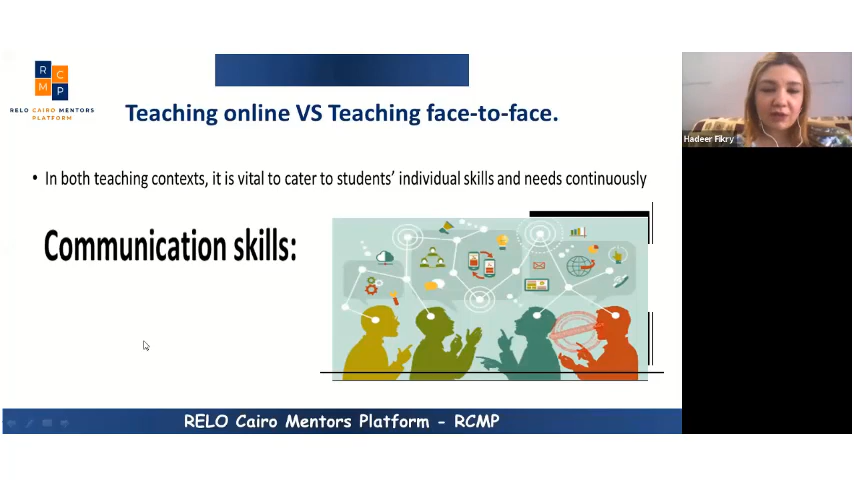 R
C
M
P
RELO CAIRO MENTORS
PLATFORM
Teaching online VS Teaching face-to-face.
Hadeer Fikry
• In both teaching contexts, it is vital to cater to students’ individual skills and needs continuously
Communication skills:
RELO Cairo Mentors Platform - RCMP